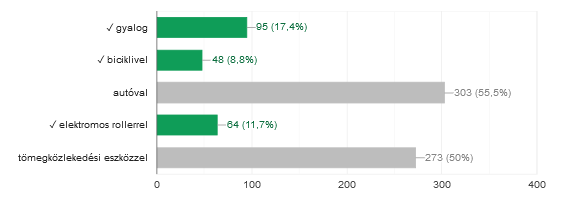 ✓ gyalog 95 (17,4%)
✓ biciklivel 48 (8,8%)
autóval 303 (55,5%)
✓ elektromos rollerrel 64 (11,7%)
tömegközlekedési eszközzel 273 (50%)
0 100 200 300 400